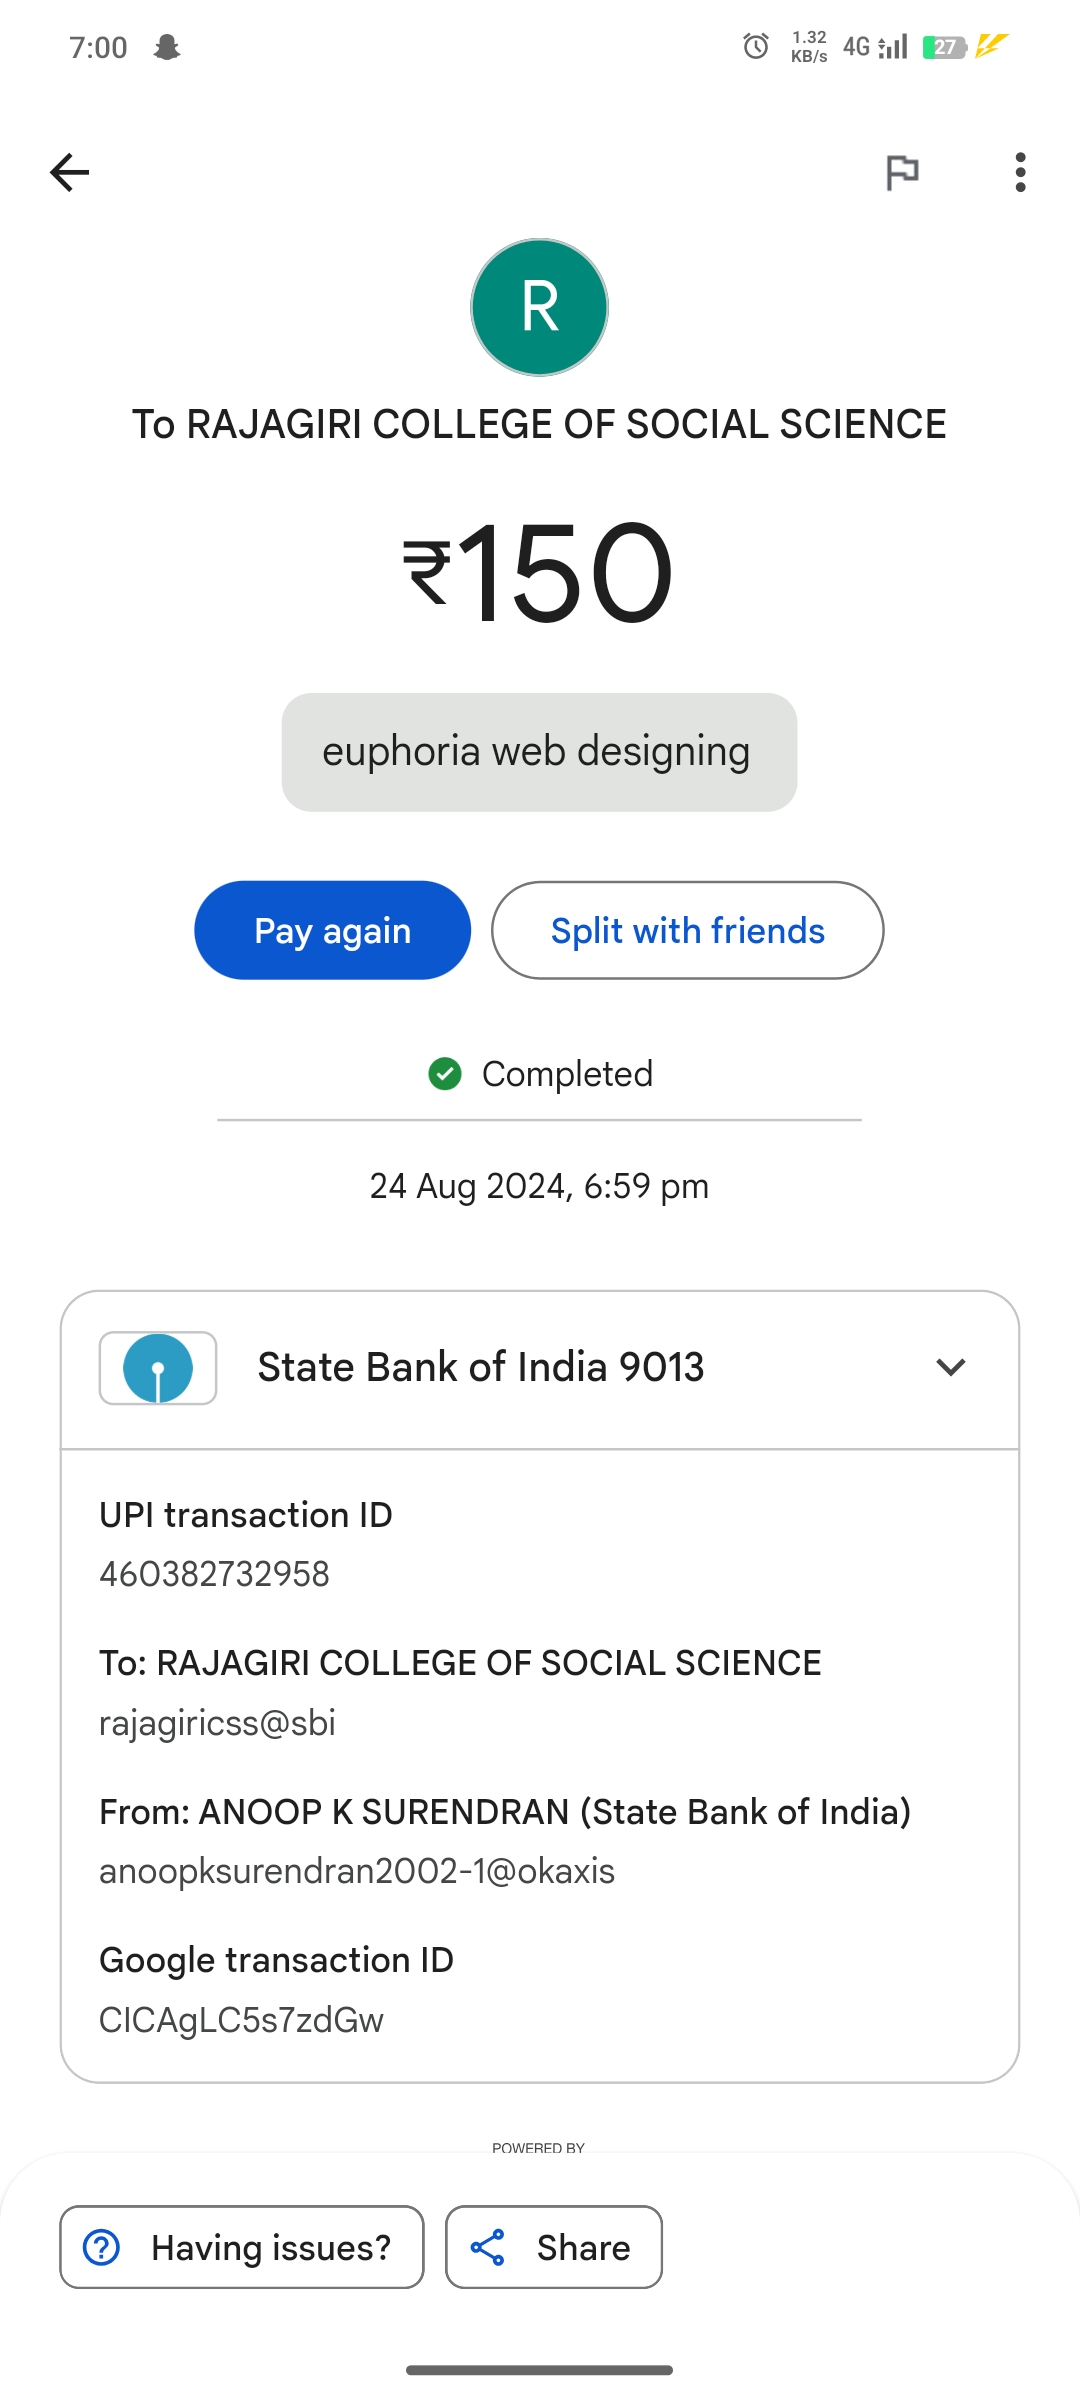 7:00
1.32 KB/s 4G 27
R
To RAJAGIRI COLLEGE OF SOCIAL SCIENCE
₹150
euphoria web designing
Pay again
Split with friends
Completed
24 Aug 2024, 6:59 pm
State Bank of India 9013
UPI transaction ID
460382732958
To: RAJAGIRI COLLEGE OF SOCIAL SCIENCE
rajagiricss@sbi
From: ANOOP K SURENDRAN (State Bank of India)
anoopksurendran2002-1@okaxis
Google transaction ID
CICAgLC5s7zdGw
POWERED BY
Having issues?
Share